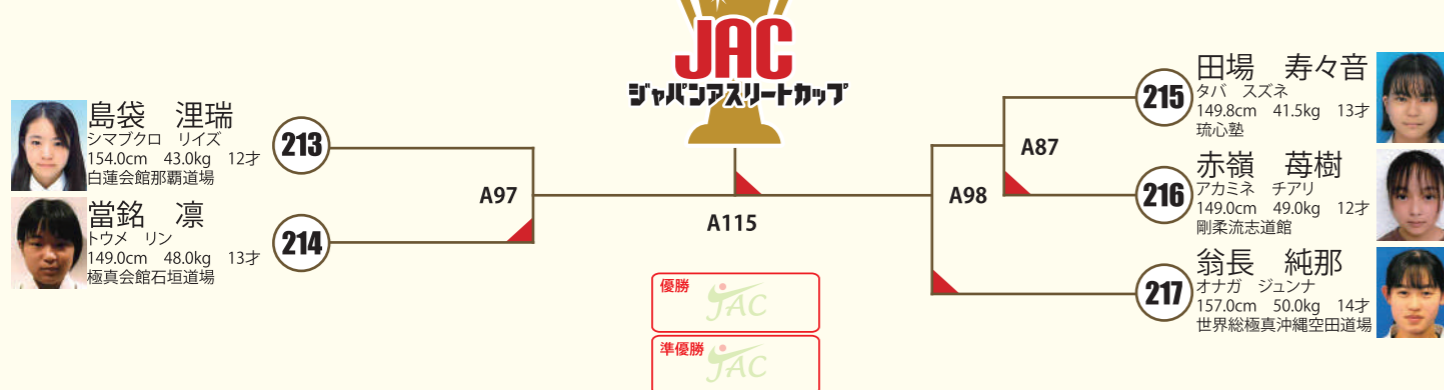 JAC
ジャパンアスリートカップ
島袋　浬瑞
シマブクロ　リイズ
154.0cm　43.0kg　12才
白蓮会館那覇道場
213
當銘　凛
トウメ　リン
149.0cm　48.0kg　13才
極真会館石垣道場
214
A97
A115
A98
A87
215
田場　寿々音
タバ　スズネ
149.8cm　41.5kg　13才
琉心塾
216
赤嶺　苺樹
アカミネ　チアリ
149.0cm　49.0kg　12才
剛柔流志道館
217
翁長　純那
オナガ　ジュンナ
157.0cm　50.0kg　14才
世界総極真沖縄空田道場
優勝
JAC
準優勝
JAC